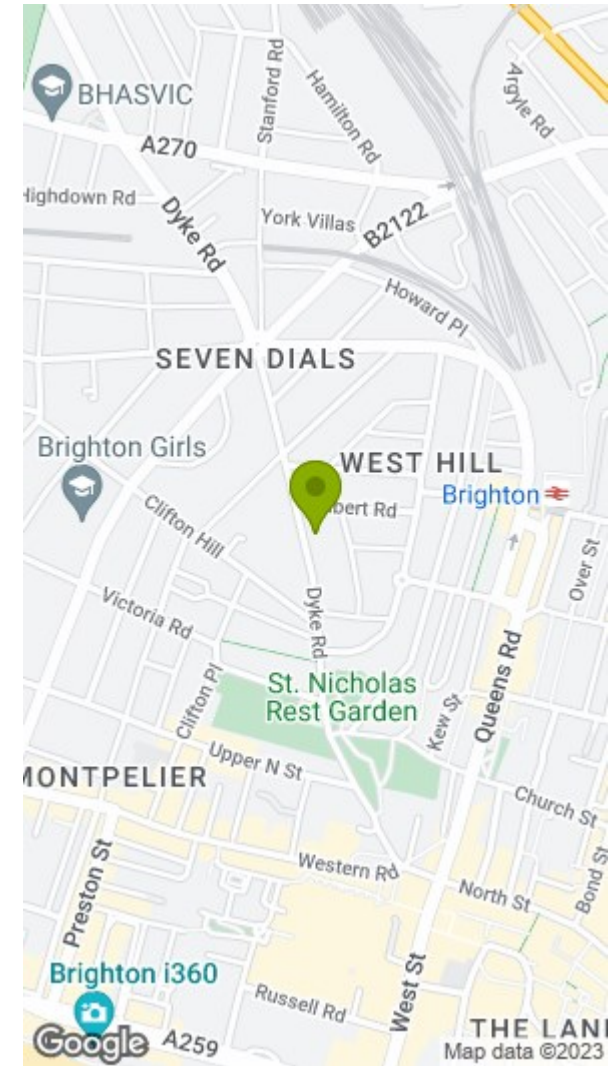 Stanford Rd
Hamilton Rd
Argyle Rd
BHASVIC
A270
Highdown Rd
Dyke Rd
York Villas
B2122
Howard Pl
SEVEN DIALS
Brighton Girls
WEST HILL
Brighton
lbert Rd
Clifton Hill
Over St
Victoria Rd
Dyke Rd
Queens Rd
St. Nicholas
Rest Garden
Clifton Pl
Kew St
Upper N St
MONTPELIER
Church St
Bond St
Western Rd
North St
Preston St
Brighton i360
West St
Russell Rd
THE LAN
Google
A259
Map data ©2023